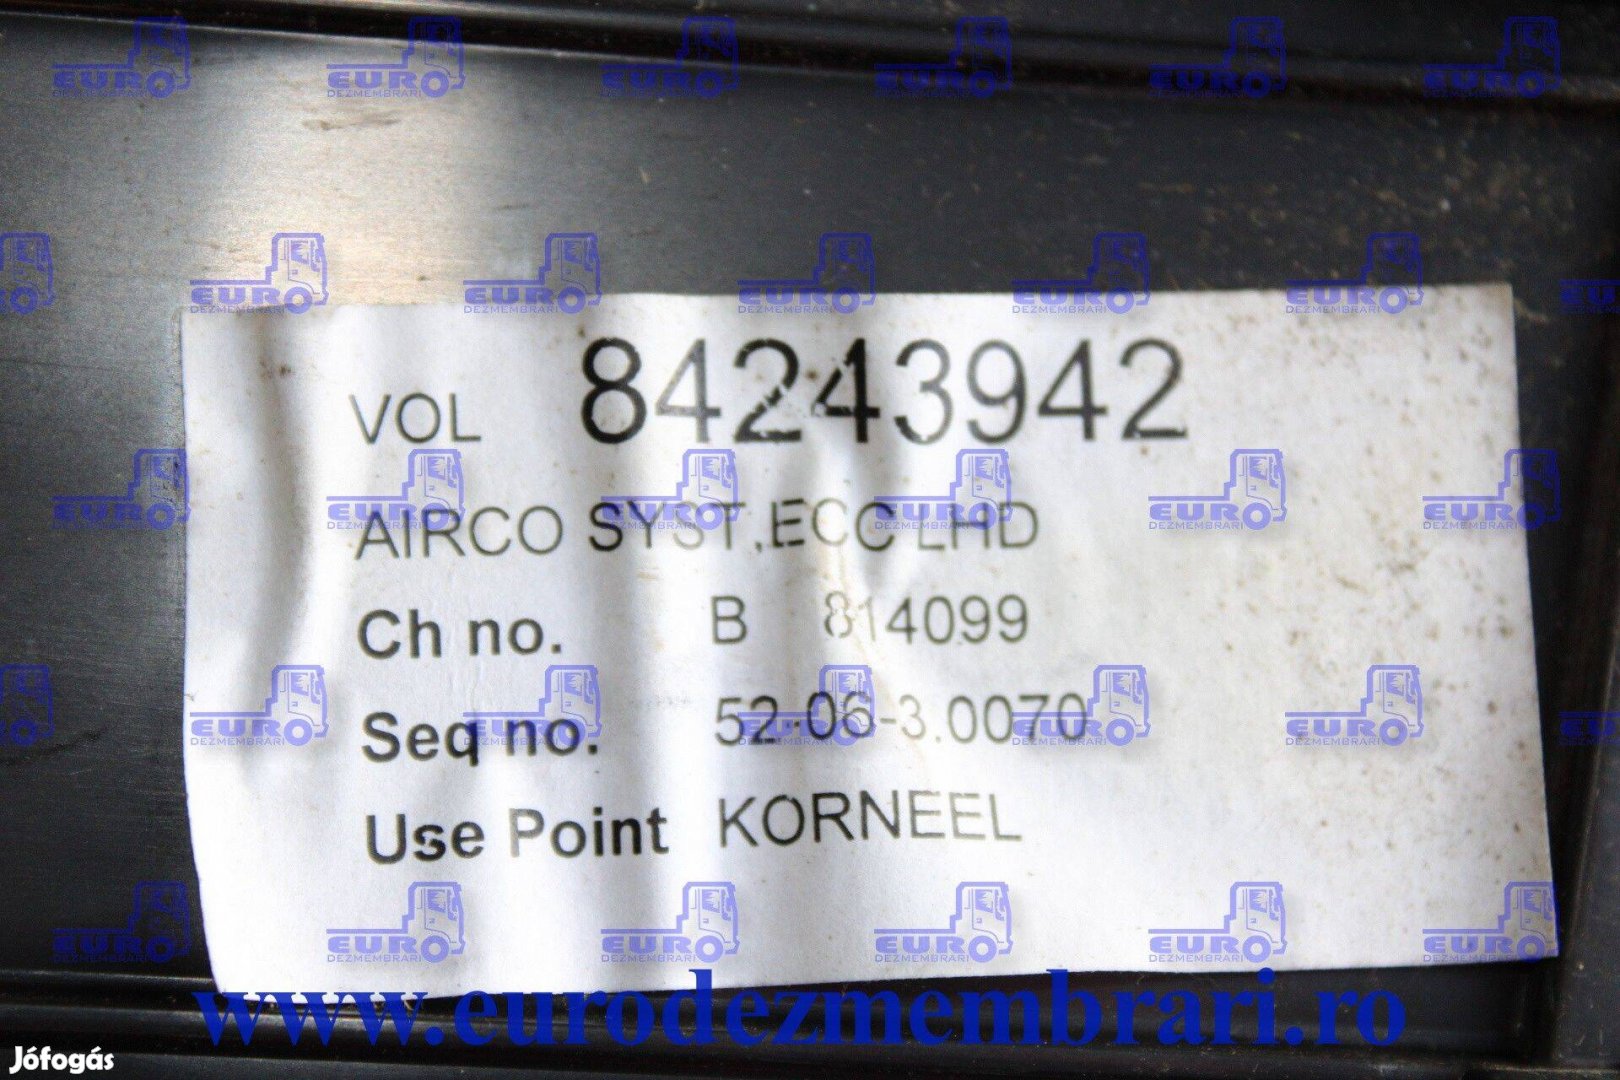 VOL 84243942
AIRCO SYST,ECC LHD
Ch no. B 814099
Seq no. 52-06-3.0070
Use Point KORNEEL
EURO
DEZMEMBRARI
www.eurodezmembrari.ro
Jófogás